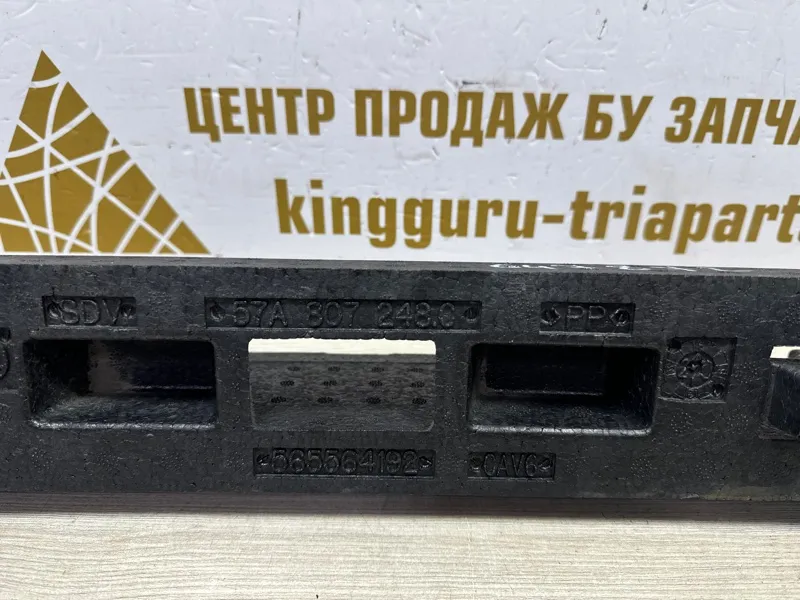 ЦЕНТР ПРОДАЖ БУ ЗАПЧА
kingguru-triapart
SDV
57A 807 248.C
PP
565564192
CAV6